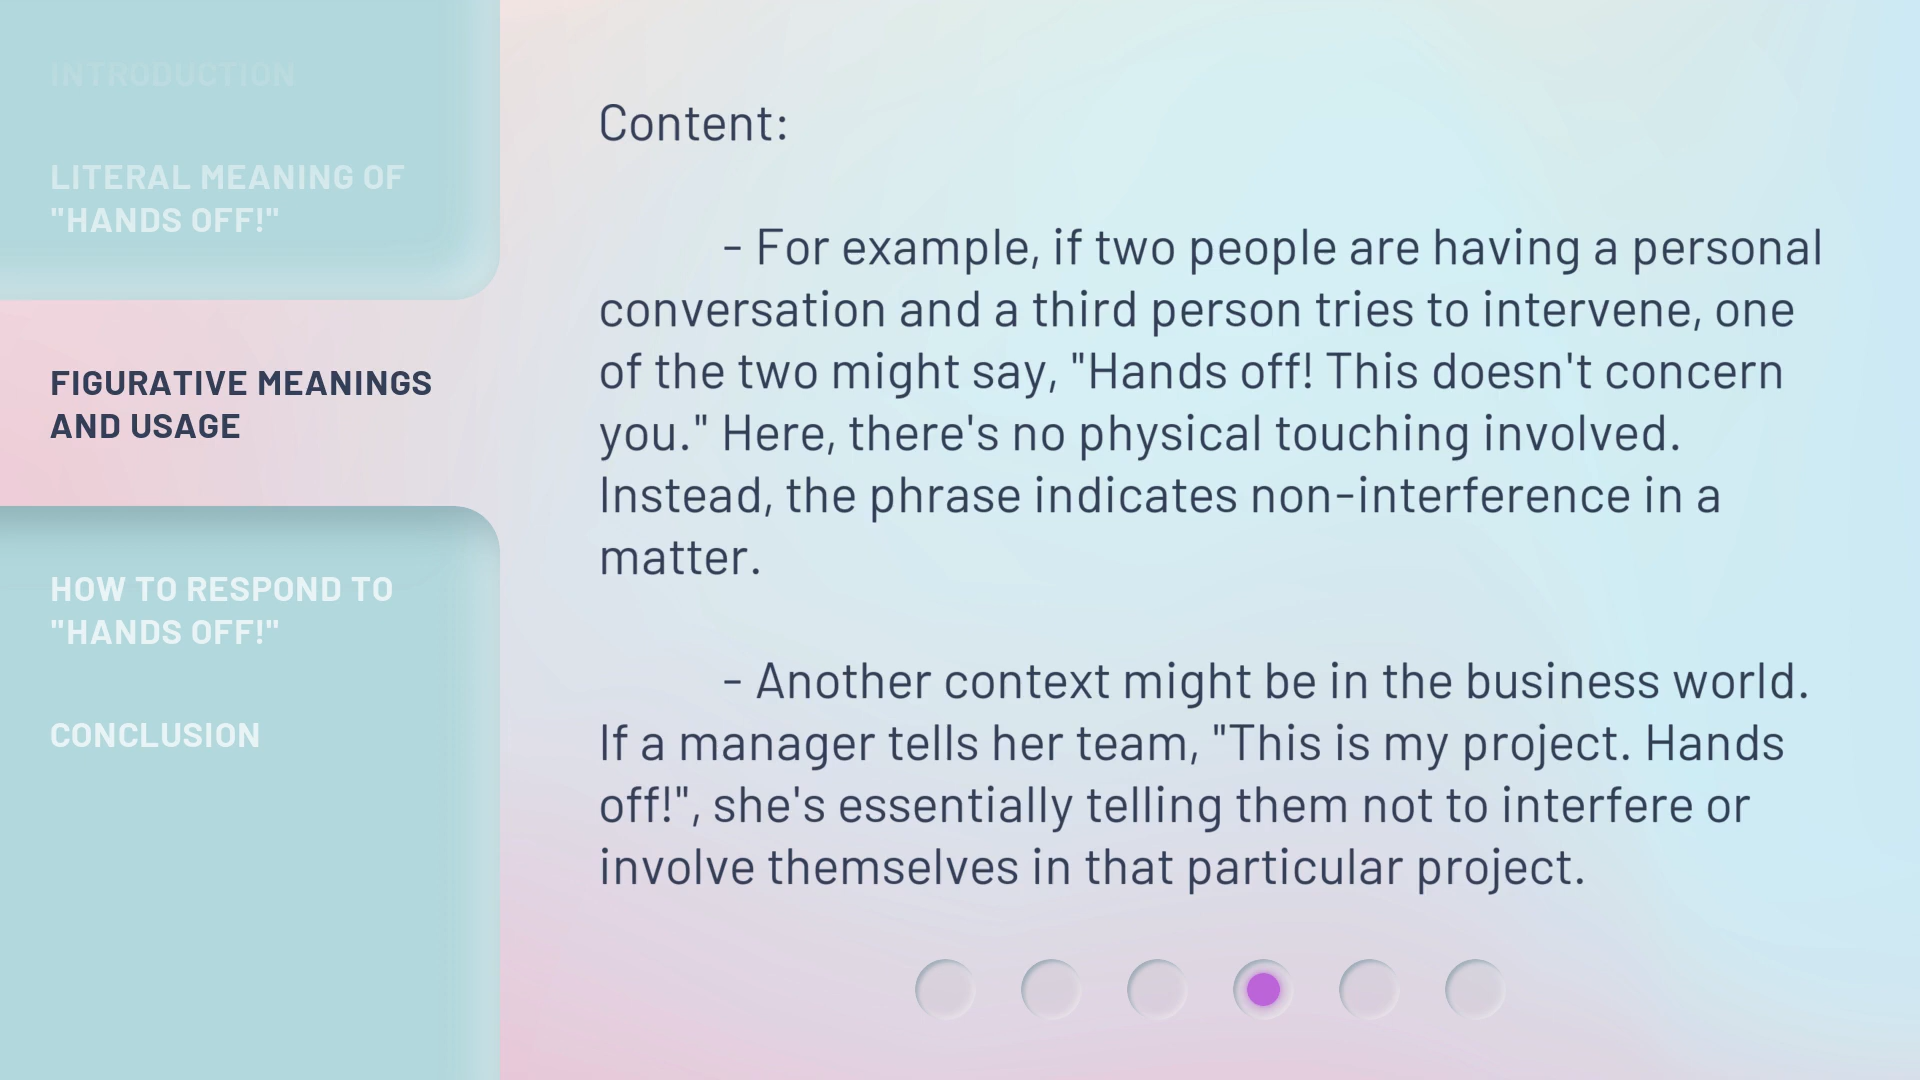 INTRODUCTION
LITERAL MEANING OF
"HANDS OFF!"
FIGURATIVE MEANINGS
AND USAGE
HOW TO RESPOND TO
"HANDS OFF!"
CONCLUSION
Content:
- For example, if two people are having a personal
conversation and a third person tries to intervene, one
of the two might say, "Hands off! This doesn't concern
you." Here, there's no physical touching involved.
Instead, the phrase indicates non-interference in a
matter.
- Another context might be in the business world.
If a manager tells her team, "This is my project. Hands
off!", she's essentially telling them not to interfere or
involve themselves in that particular project.